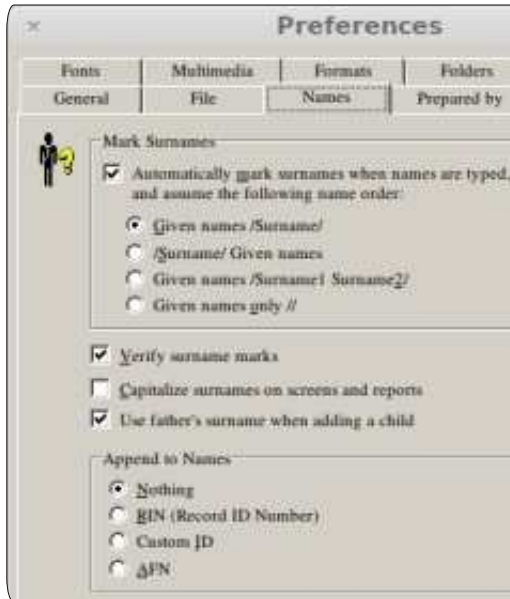 Preferences
Fonts Multimedia Formats Folders
General File Names Prepared by
Mark Surnames
Automatically mark surnames when names are typed,
and assume the following name order:
Given names /Surname/
/Surname/ Given names
Given names /Surname1 Surname2/
Given names only //
Verify surname marks
Capitalize surnames on screens and reports
Use father's surname when adding a child
Append to Names
Nothing
RIN (Record ID Number)
Custom ID
AFN